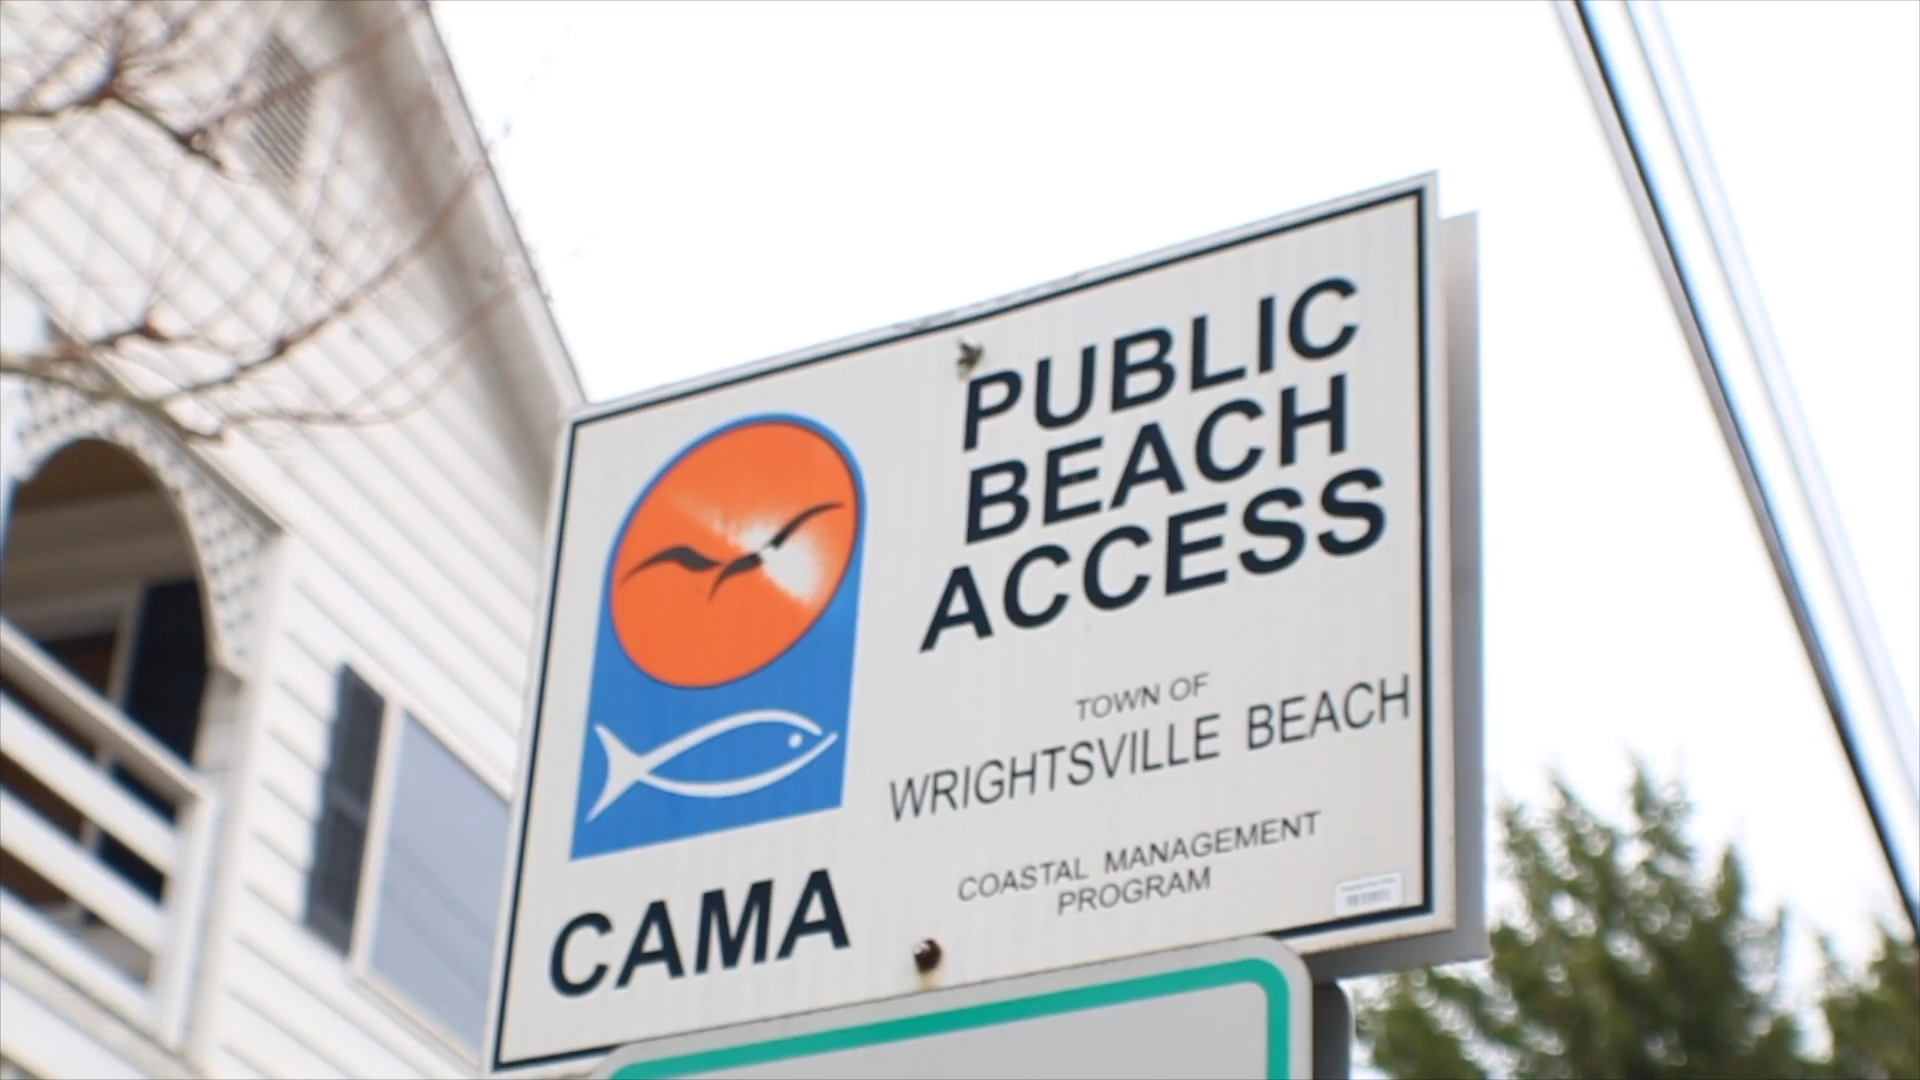 PUBLIC
BEACH
ACCESS
TOWN OF
WRIGHTSVILLE BEACH
COASTAL MANAGEMENT
PROGRAM
CAMA